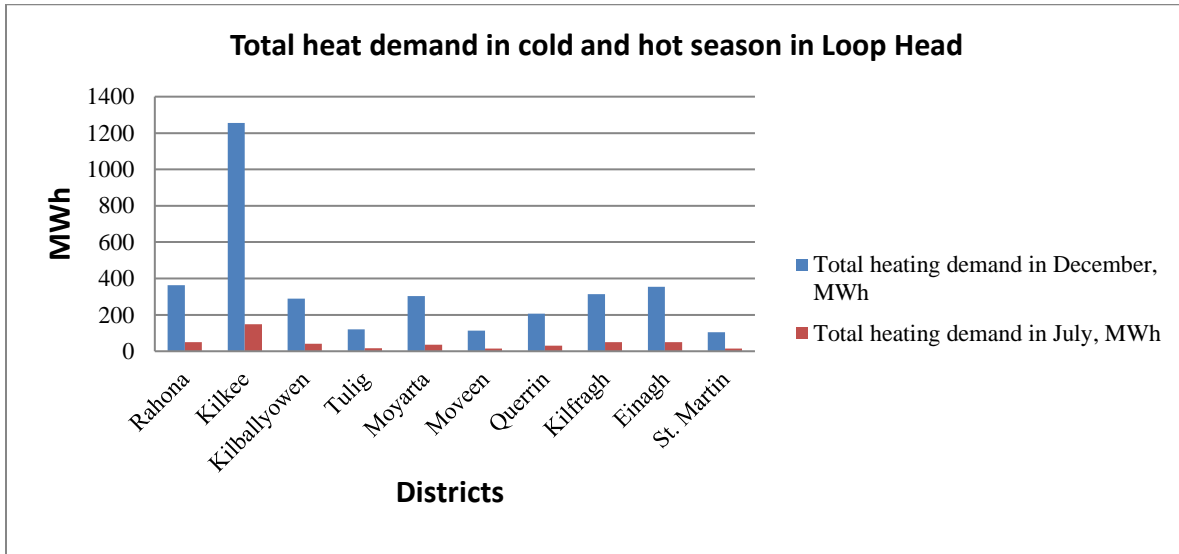 Total heat demand in cold and hot season in Loop Head
MWh
1400
1200
1000
800
600
400
200
0
Rahona
Kilkee
Kilballyowen
Tulig
Moyarta
Moveen
Querrin
Kilfragh
Einagh
St. Martin
Districts
Total heating demand in December,
MWh
Total heating demand in July, MWh